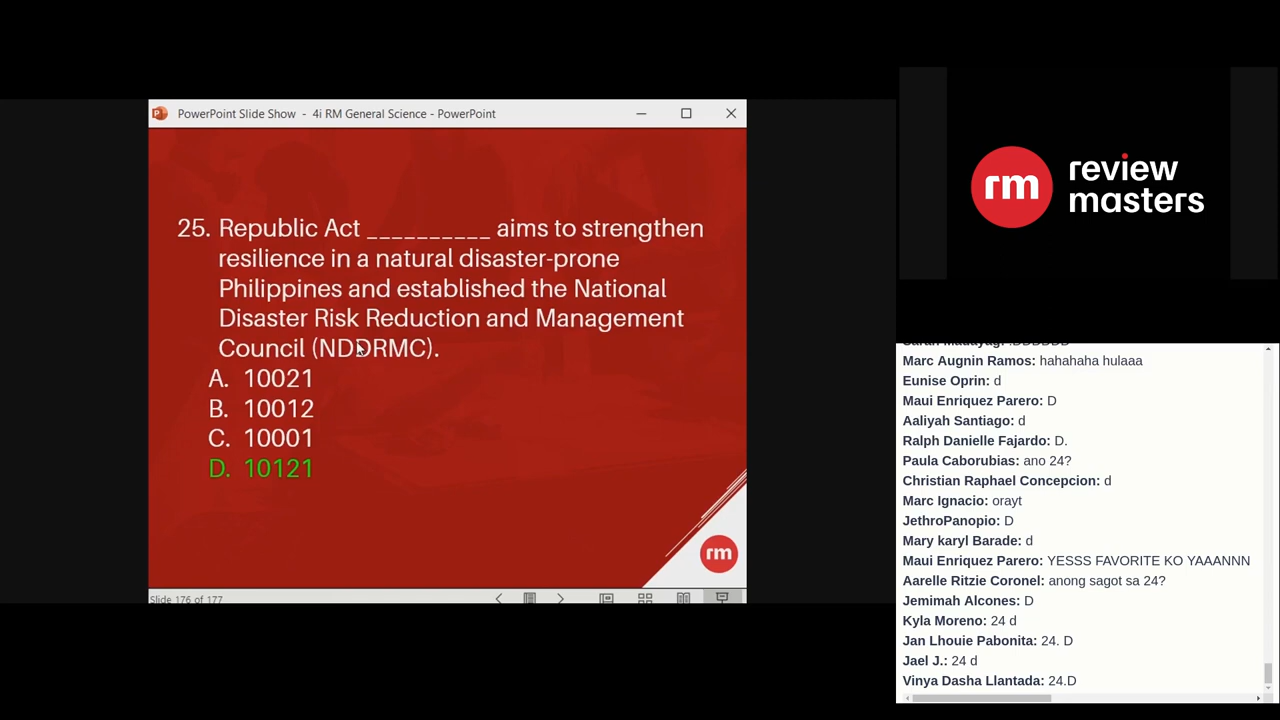 PowerPoint Slide Show - 4i RM General Science - PowerPoint
25. Republic Act __________ aims to strengthen
resilience in a natural disaster-prone
Philippines and established the National
Disaster Risk Reduction and Management
Council (NDDRMC).
A. 10021
B. 10012
C. 10001
D. 10121
rm
Slide 176 of 177
rm review
masters
Marc Augnin Ramos: hahahaha hulaaa
Eunise Oprin: d
Maui Enriquez Parero: D
Aaliyah Santiago: d
Ralph Danielle Fajardo: D.
Paula Caborubias: ano 24?
Christian Raphael Concepcion: d
Marc Ignacio: orayt
JethroPanopio: D
Mary karyl Barade: d
Maui Enriquez Parero: YESSS FAVORITE KO YAAANNN
Aarelle Ritzie Coronel: anong sagot sa 24?
Jemimah Alcones: D
Kyla Moreno: 24 d
Jan Lhouie Pabonita: 24. D
Jael J.: 24 d
Vinya Dasha Llantada: 24.D